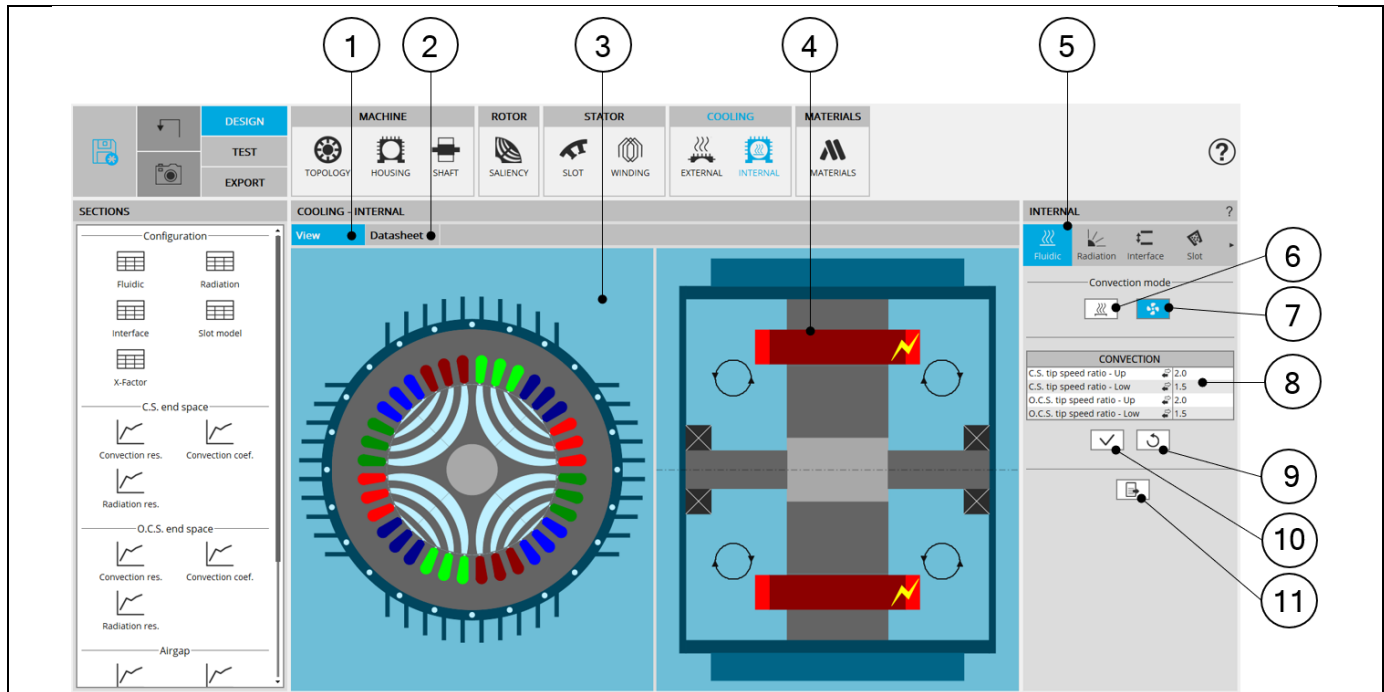 1 2 3 4 5
DESIGN MACHINE ROTOR STATOR COOLING MATERIALS
TEST
EXPORT
TOPOLOGY HOUSING SHAFT SALIENCY SLOT WINDING EXTERNAL INTERNAL MATERIALS
?
SECTIONS
Configuration
Fluidic Radiation
Interface Slot model
X-Factor
C.S. end space
Convection res. Convection coef.
Radiation res.
O.C.S. end space
Convection res. Convection coef.
Radiation res.
Airgap
COOLING - INTERNAL
View Datasheet
INTERNAL ?
Fluidic Radiation Interface Slot
Convection mode
CONVECTION
C.S. tip speed ratio - Up 2.0
C.S. tip speed ratio - Low 1.5
O.C.S. tip speed ratio - Up 2.0
O.C.S. tip speed ratio - Low 1.5
6
7
8
9
10
11